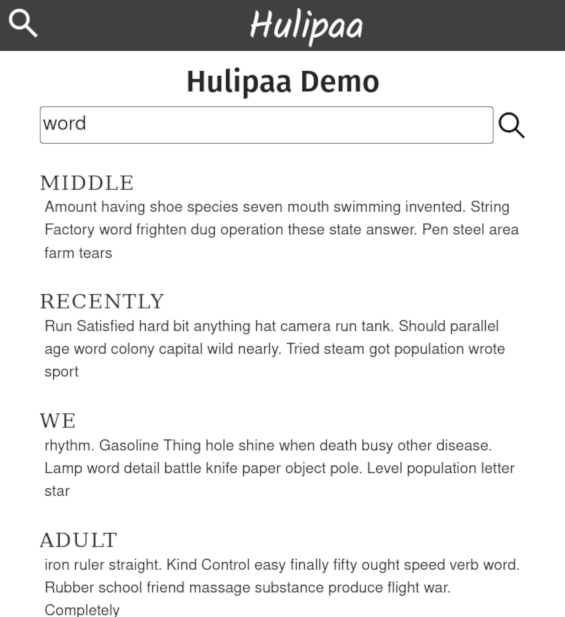 Hulipaa
Hulipaa Demo
word
MIDDLE
Amount having shoe species seven mouth swimming invented. String
Factory word frighten dug operation these state answer. Pen steel area
farm tears
RECENTLY
Run Satisfied hard bit anything hat camera run tank. Should parallel
age word colony capital wild nearly. Tried steam got population wrote
sport
WE
rhythm. Gasoline Thing hole shine when death busy other disease.
Lamp word detail battle knife paper object pole. Level population letter
star
ADULT
iron ruler straight. Kind Control easy finally fifty ought speed verb word.
Rubber school friend massage substance produce flight war.
Completely